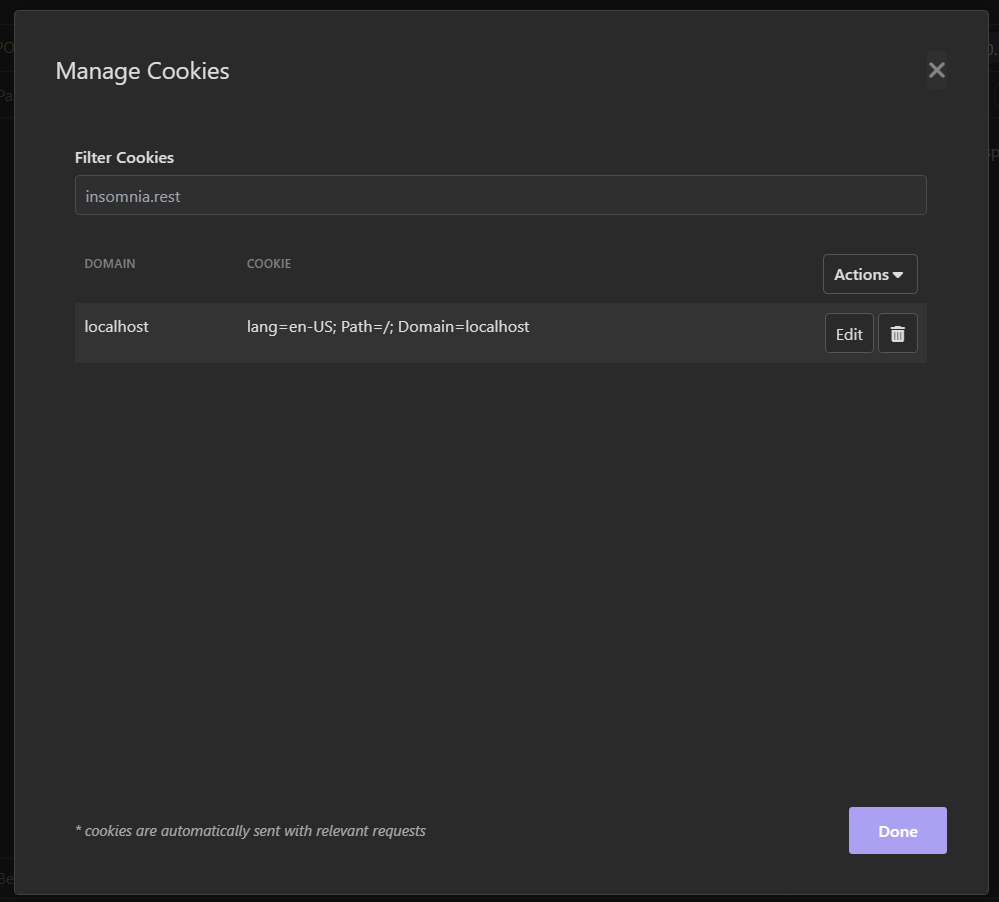 Manage Cookies
Filter Cookies
insomnia.rest
DOMAIN COOKIE
Actions
localhost lang=en-US; Path=/; Domain=localhost Edit
* cookies are automatically sent with relevant requests
Done